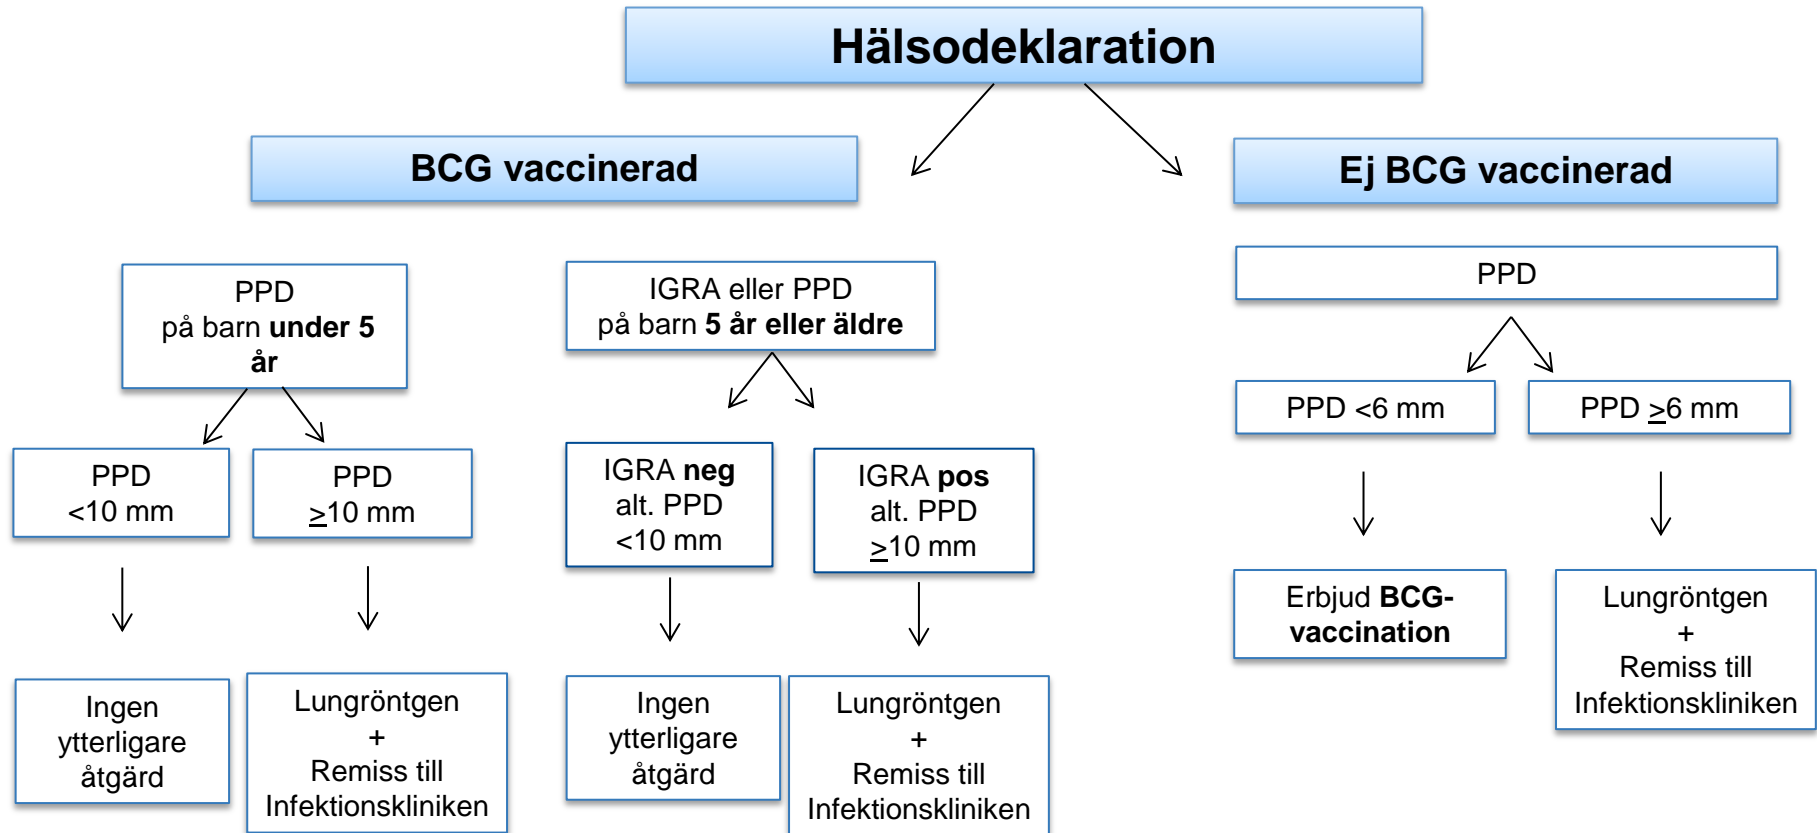 Hälsodeklaration
BCG vaccinerad
Ej BCG vaccinerad
PPD
på barn under 5
år
IGRA eller PPD
på barn 5 år eller äldre
PPD
PPD
<10 mm
PPD
≥10 mm
IGRA neg
alt. PPD
<10 mm
IGRA pos
alt. PPD
≥10 mm
PPD <6 mm
PPD ≥6 mm
Ingen
ytterligare
åtgärd
Lungröntgen
+
Remiss till
Infektionskliniken
Ingen
ytterligare
åtgärd
Lungröntgen
+
Remiss till
Infektionskliniken
Erbjud BCG-
vaccination
Lungröntgen
+
Remiss till
Infektionskliniken